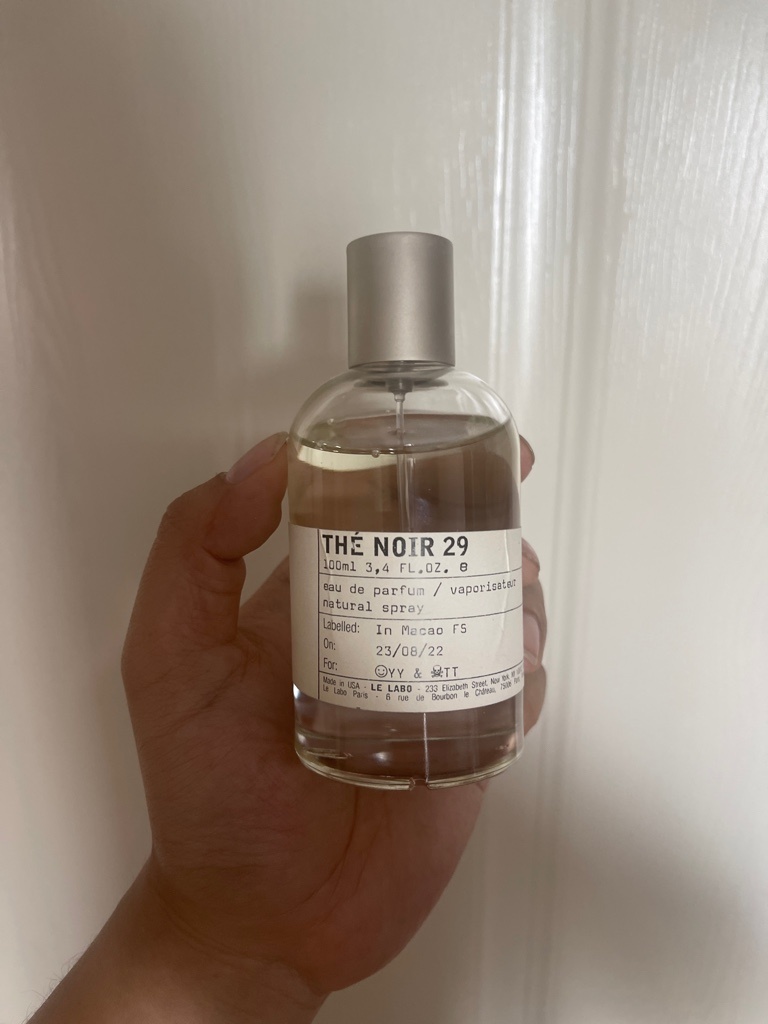 THÉ NOIR 29
100ml 3,4 FL.OZ. e
eau de parfum / vaporisateur
natural spray
Labelled: In Macao FS
On: 23/08/22
For: ☺YY & ☠TT
Made in USA - LE LABO - 233 Elizabeth Street, New York, NY
Le Labo Paris - 6 rue de Bourbon le Château, 75006